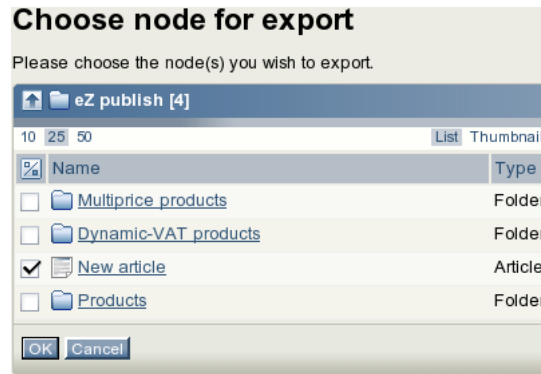 Choose node for export
Please choose the node(s) you wish to export.
eZ publish [4]
10 25 50 List Thumbnai
Name Type
Multiprice products Folde
Dynamic-VAT products Folde
New article Article
Products Folde
OK Cancel